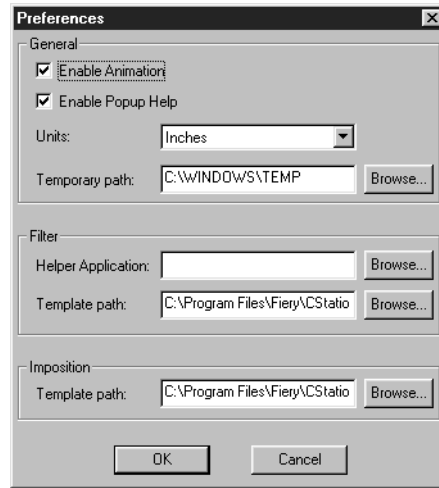 Preferences
General
Enable Animation
Enable Popup Help
Units: Inches
Temporary path: C:\WINDOWS\TEMP Browse...
Filter
Helper Application: Browse...
Template path: C:\Program Files\Fiery\CStatio Browse...
Imposition
Template path: C:\Program Files\Fiery\CStatio Browse...
OK Cancel